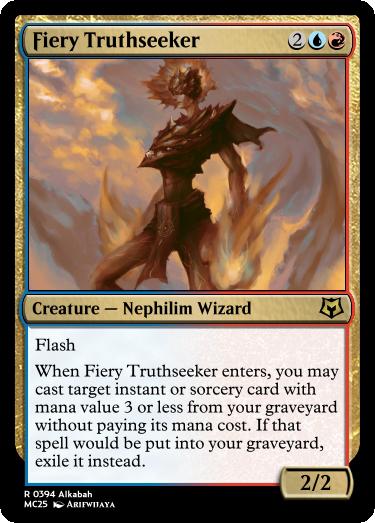 Fiery Truthseeker 2
Creature — Nephilim Wizard
Flash
When Fiery Truthseeker enters, you may
cast target instant or sorcery card with
mana value 3 or less from your graveyard
without paying its mana cost. If that
spell would be put into your graveyard,
exile it instead.
2/2
R 0394 Alkabah
MC25 Ariewijaya